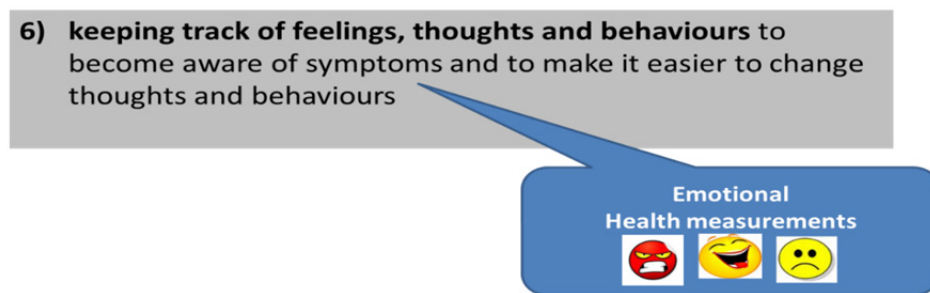 6) keeping track of feelings, thoughts and behaviours to
become aware of symptoms and to make it easier to change
thoughts and behaviours
Emotional
Health measurements